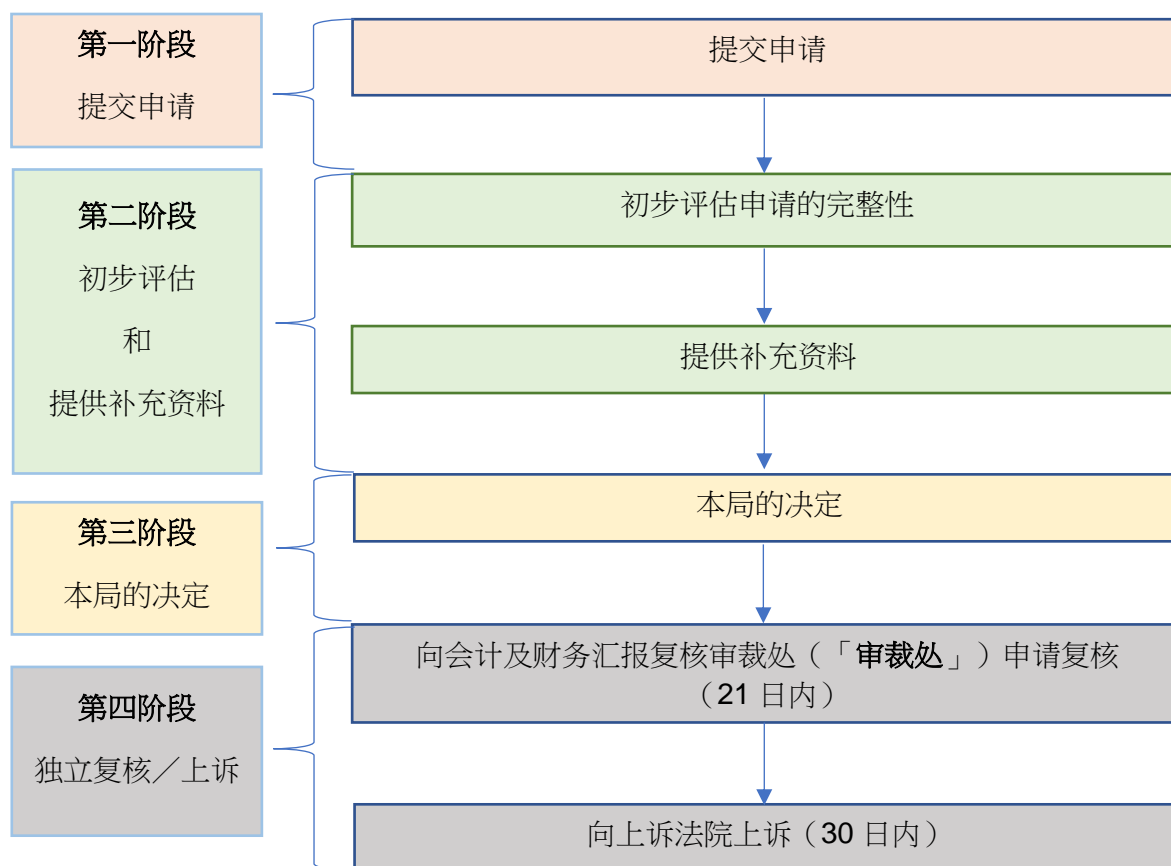 第一阶段
提交申请
提交申请
第二阶段
初步评估
和
提供补充资料
初步评估申请的完整性
提供补充资料
第三阶段
本局的决定
本局的决定
第四阶段
独立复核／上诉
向会计及财务汇报复核审裁处（「审裁处」）申请复核
（21 日内）
向上诉法院上诉（30 日内）